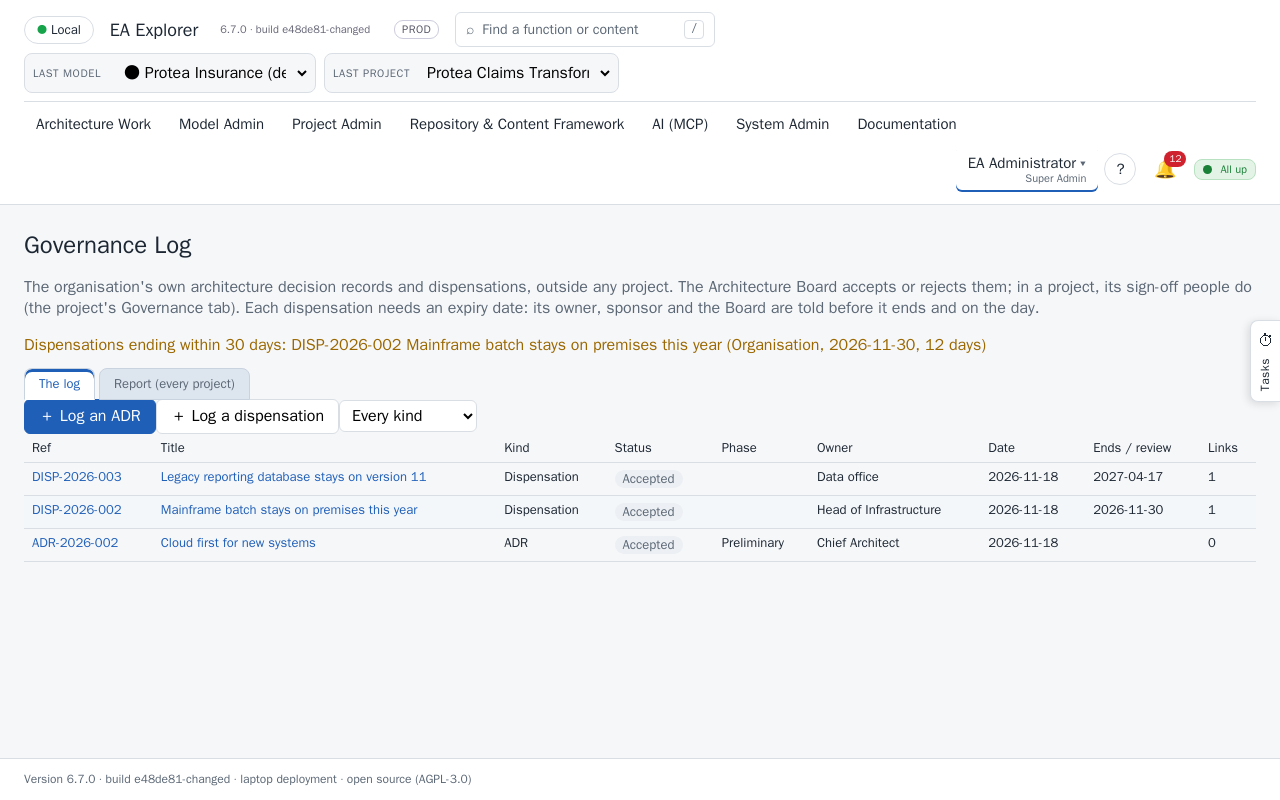 Local
EA Explorer
6.7.0 · build e48de81-changed
PROD
Find a function or content
/
LAST MODEL
Protea Insurance (de
LAST PROJECT
Protea Claims Transforı
Architecture Work
Model Admin
Project Admin
Repository & Content Framework
AI (MCP)
System Admin
Documentation
EA Administrator ▾
Super Admin
?
12
All up
Governance Log
The organisation's own architecture decision records and dispensations, outside any project. The Architecture Board accepts or rejects them; in a project, its sign-off people do
(the project's Governance tab). Each dispensation needs an expiry date: its owner, sponsor and the Board are told before it ends and on the day.
Dispensations ending within 30 days: DISP-2026-002 Mainframe batch stays on premises this year (Organisation, 2026-11-30, 12 days)
Tasks
The log
Report (every project)
+ Log an ADR
+ Log a dispensation
Every kind
Ref Title Kind Status Phase Owner Date Ends / review Links
DISP-2026-003 Legacy reporting database stays on version 11 Dispensation Accepted Data office 2026-11-18 2027-04-17 1
DISP-2026-002 Mainframe batch stays on premises this year Dispensation Accepted Head of Infrastructure 2026-11-18 2026-11-30 1
ADR-2026-002 Cloud first for new systems ADR Accepted Preliminary Chief Architect 2026-11-18 0
Version 6.7.0 · build e48de81-changed · laptop deployment · open source (AGPL-3.0)